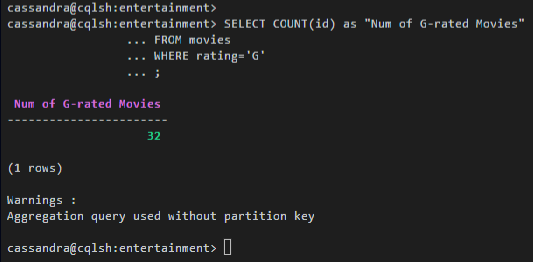 cassandra@cqlsh:entertainment>
cassandra@cqlsh:entertainment> SELECT COUNT(id) as "Num of G-rated Movies"
... FROM movies
... WHERE rating='G'
... ;
Num of G-rated Movies
-----------------------
32
(1 rows)
Warnings :
Aggregation query used without partition key
cassandra@cqlsh:entertainment>